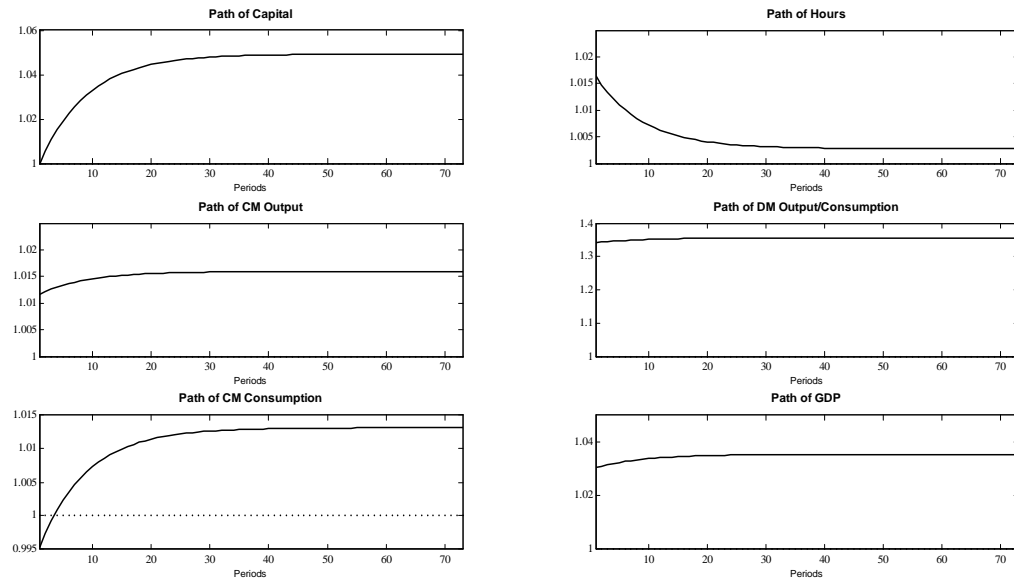 Path of Capital
1.06
1.04
1.02
1
10 20 30 40 50 60 70
Periods
Path of Hours
1.02
1.015
1.01
1.005
1
10 20 30 40 50 60 70
Periods
Path of CM Output
1.02
1.015
1.01
1.005
1
10 20 30 40 50 60 70
Periods
Path of DM Output/Consumption
1.4
1.3
1.2
1.1
1
10 20 30 40 50 60 70
Periods
Path of CM Consumption
1.015
1.01
1.005
1
0.995
10 20 30 40 50 60 70
Periods
Path of GDP
1.04
1.02
1
10 20 30 40 50 60 70
Periods